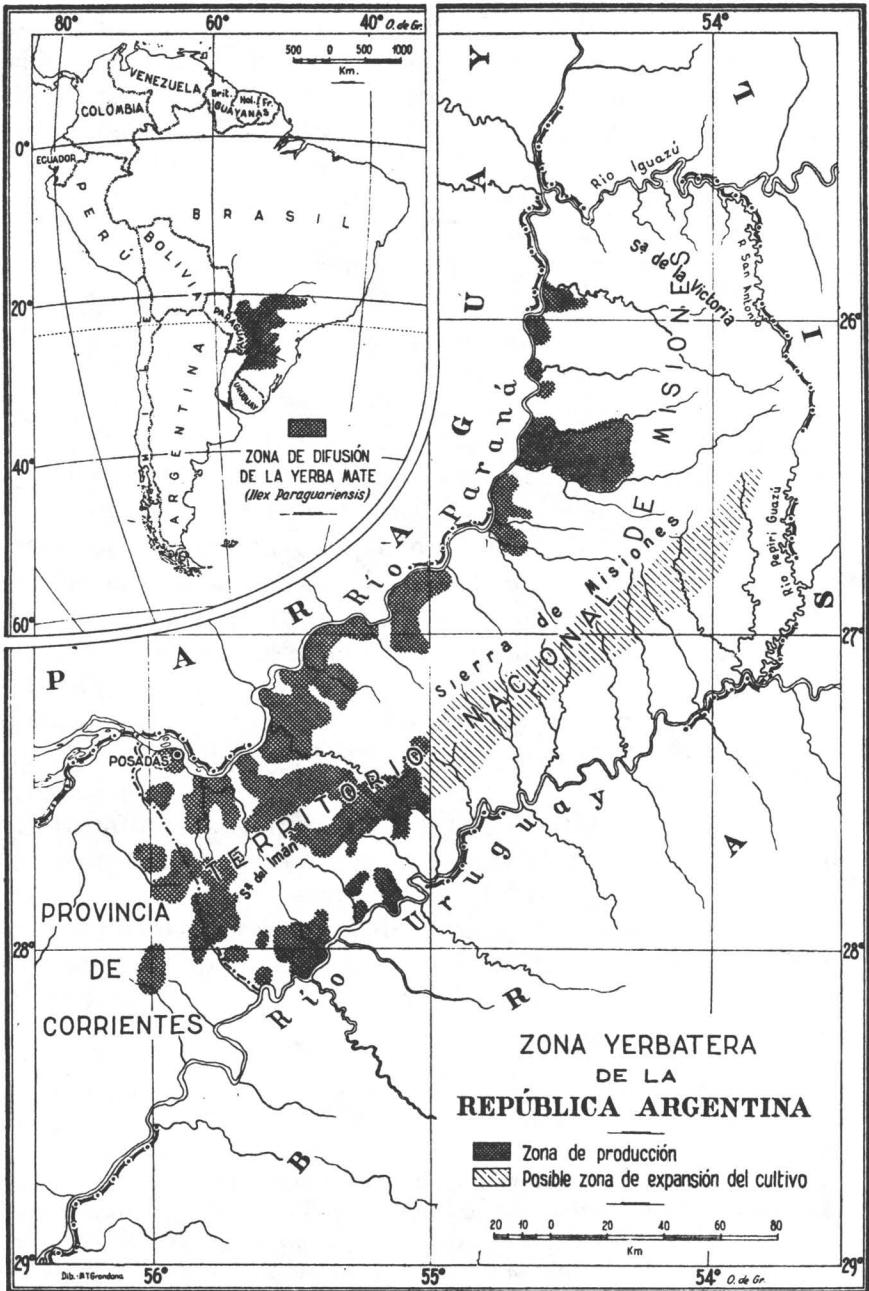 80°
60°
40° O. de Gr.
500 0 500 1000
Km.
VENEZUELA
COLOMBIA
Brit. Hol. Fr.
GUAYANAS
0°
ECUADOR
PERÚ
BRASIL
BOLIVIA
20°
PARAGUAY
CHILE
ARGENTINA
URUGUAY
40°
60°
ZONA DE DIFUSIÓN
DE LA YERBA MATE
(Ilex Paraguariensis)
54°
PARAGUAY
BRASIL
Río Iguazú
Sª de la Victoria
R. San Antonio
26°
Río Paraná
TERRITORIO NACIONAL DE MISIONES
Sierra de Misiones
Río Pepirí Guazú
27°
POSADAS
Sª del Imán
Río Uruguay
PROVINCIA
DE
CORRIENTES
28°
28°
ZONA YERBATERA
DE LA
REPÚBLICA ARGENTINA
Zona de producción
Posible zona de expansión del cultivo
20 10 0 20 40 60 80
Km
29°
29°
56°
55°
54° O. de Gr.
Dib.-M T Grondona